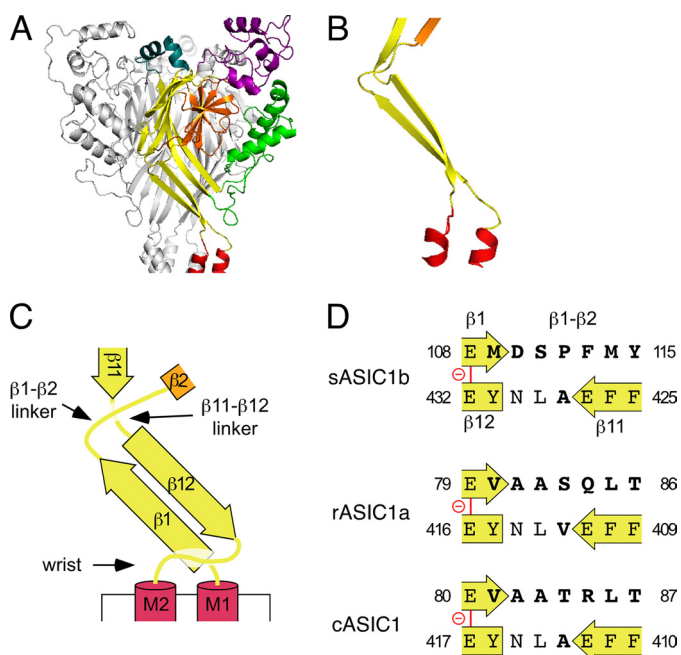 A
B
C
β11
β2
β1-β2
linker
β11-β12
linker
β12
β1
wrist
M2
M1
D
β1
β1-β2
108
E M D S P F M Y
115
sASIC1b
−
432
E Y N L A E F F
425
β12
β11
79
E V A A S Q L T
86
rASIC1a
−
416
E Y N L V E F F
409
80
E V A A T R L T
87
cASIC1
−
417
E Y N L A E F F
410